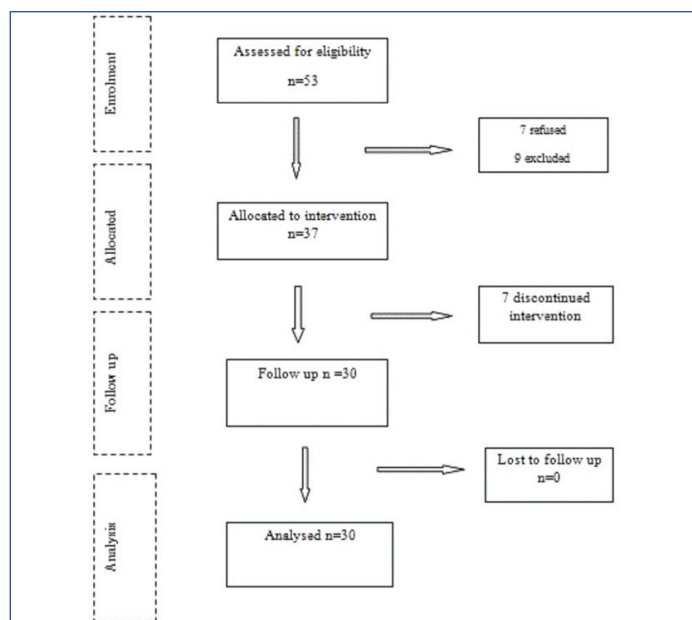 Enrolment
Assessed for eligibility
n=53
7 refused
9 excluded
Allocated
Allocated to intervention
n=37
7 discontinued
intervention
Follow up
Follow up n =30
Lost to follow up
n=0
Analysis
Analysed n=30